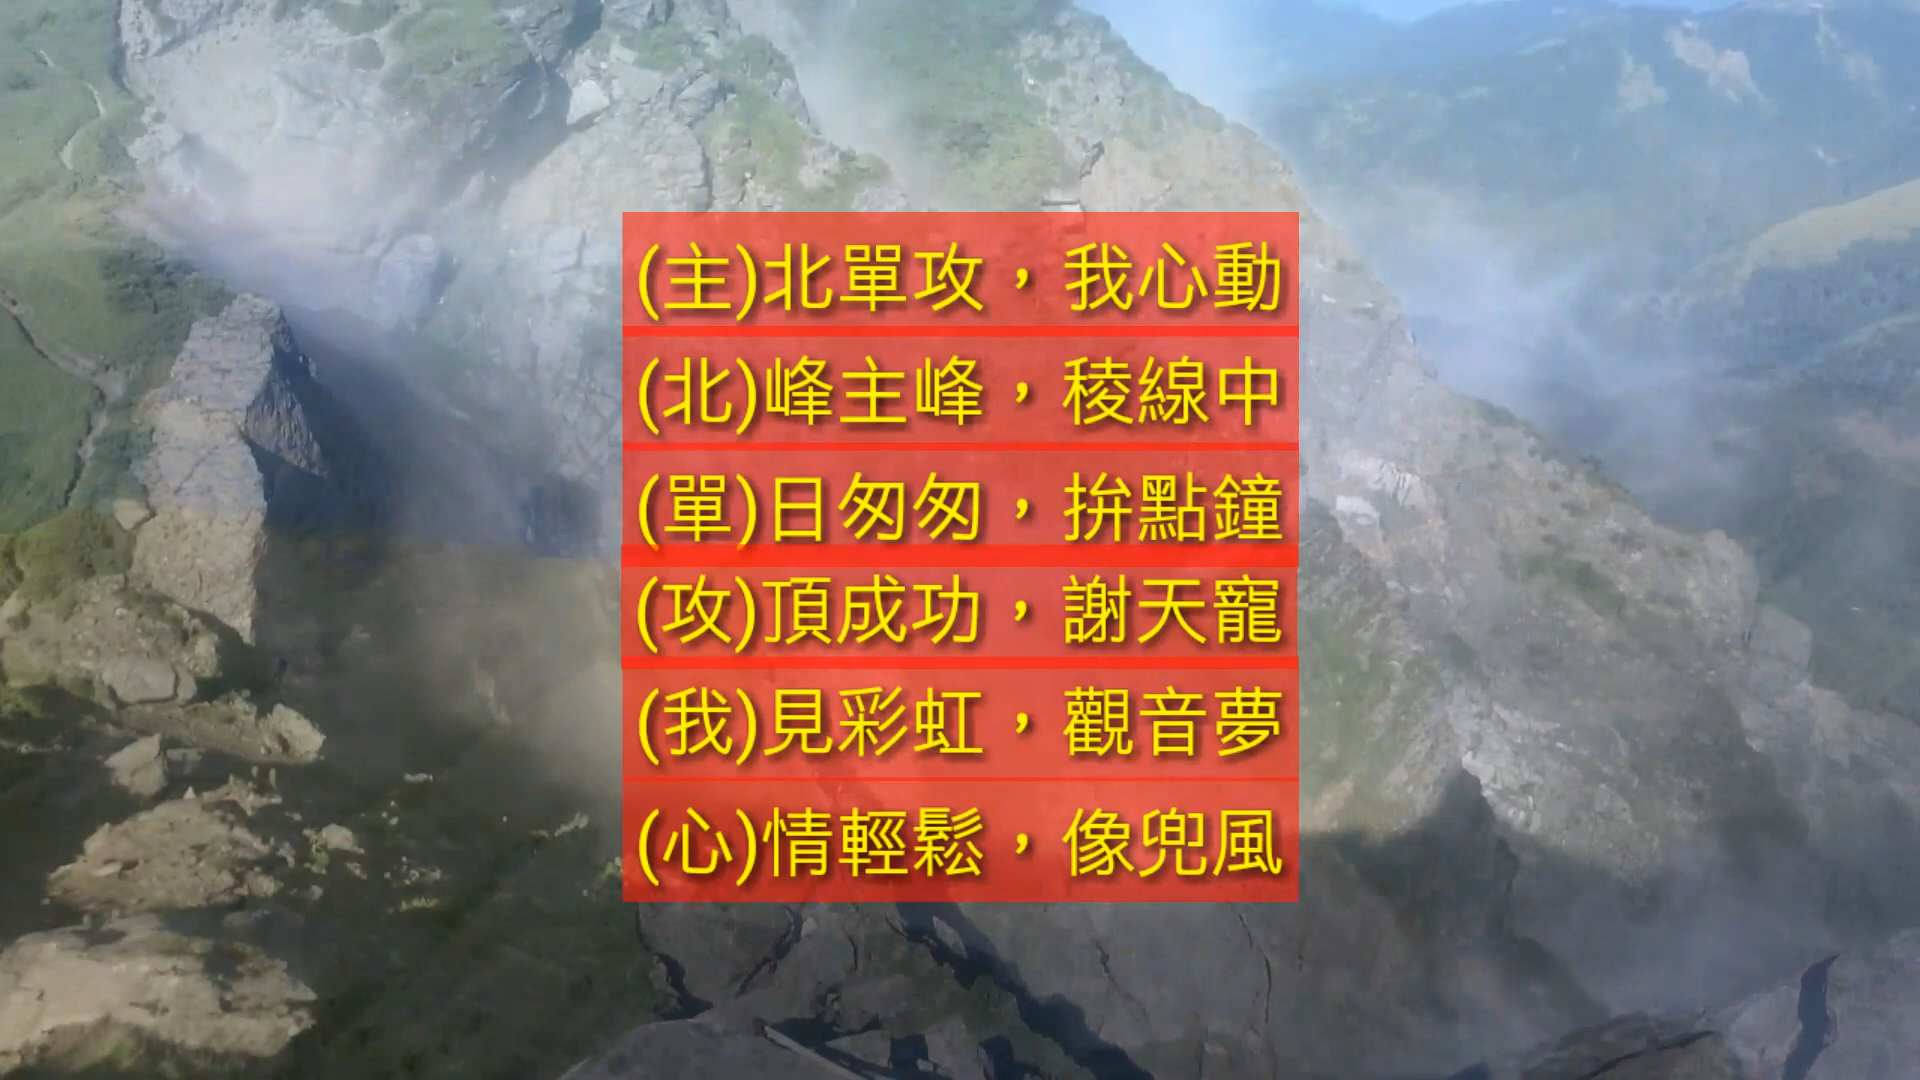 (主)北單攻，我心動
(北)峰主峰，稜線中
(單)日匆匆，拚點鐘
(攻)頂成功，謝天寵
(我)見彩虹，觀音夢
(心)情輕鬆，像兜風